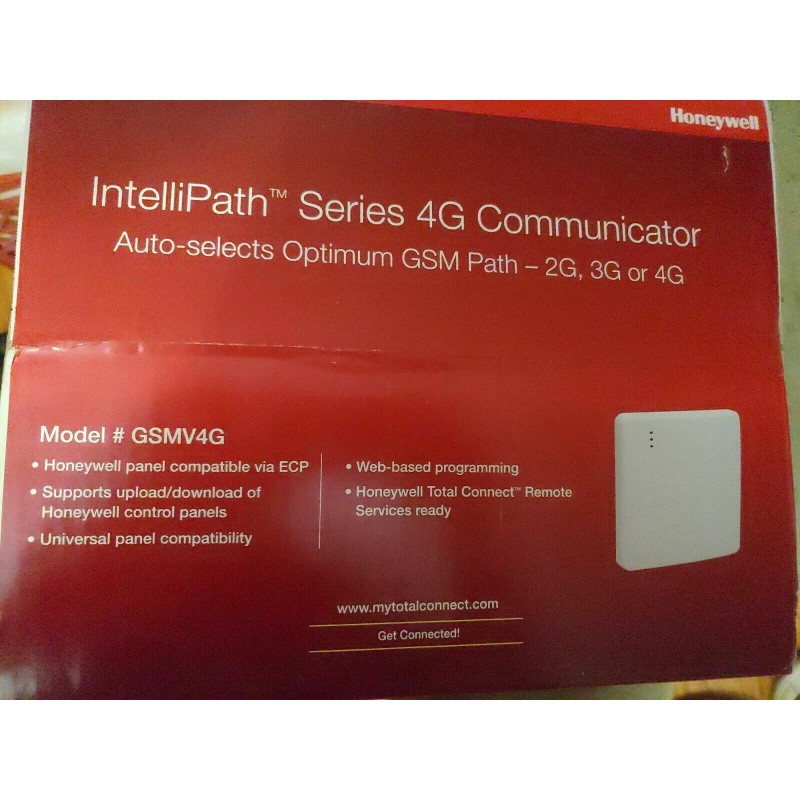 Honeywell
IntelliPath™ Series 4G Communicator
Auto-selects Optimum GSM Path – 2G, 3G or 4G
Model # GSMV4G
• Honeywell panel compatible via ECP
• Supports upload/download of
Honeywell control panels
• Universal panel compatibility
• Web-based programming
• Honeywell Total Connect™ Remote
Services ready
www.mytotalconnect.com
Get Connected!